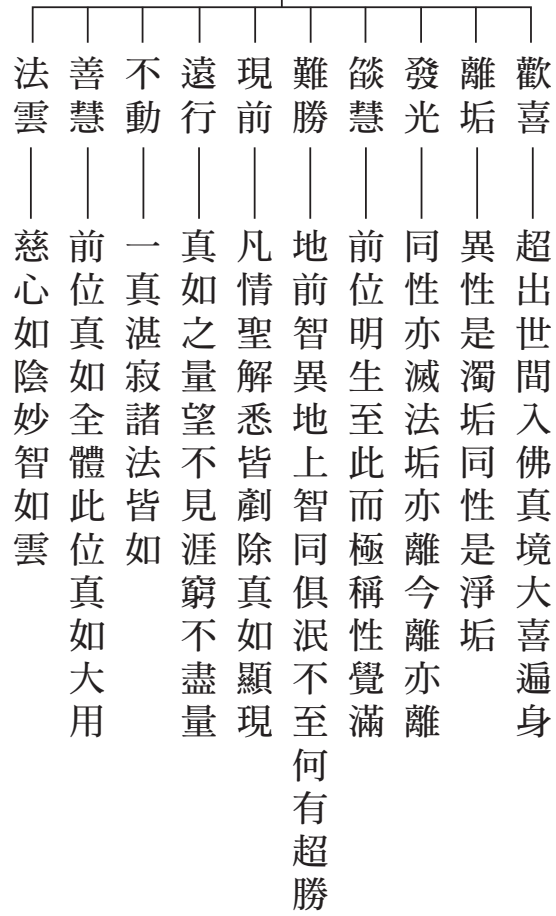 歡喜 超出世間入佛真境大喜遍身
離垢 異性是濁垢同性是淨垢
發光 同性亦滅法垢亦離今離亦離
燄慧 前位明生至此而極稱性覺滿
難勝 地前智異地上智同俱泯不至何有超勝
現前 凡情聖解悉皆剷除真如顯現
遠行 真如之量望不見涯窮不盡量
不動 一真湛寂諸法皆如
善慧 前位真如全體此位真如大用
法雲 慈心如陰妙智如雲